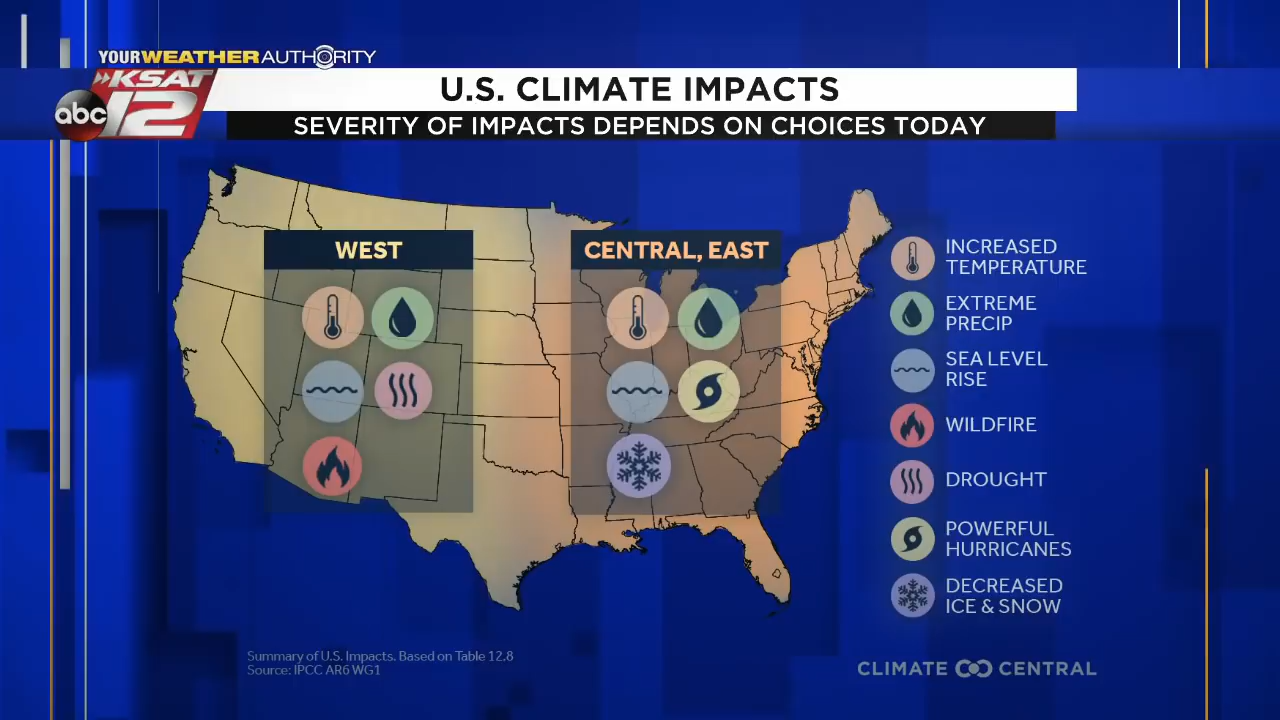 YOUR WEATHER AUTHORITY
KSAT
abc 12
U.S. CLIMATE IMPACTS
SEVERITY OF IMPACTS DEPENDS ON CHOICES TODAY
WEST
CENTRAL, EAST
INCREASED
TEMPERATURE
EXTREME
PRECIP
SEA LEVEL
RISE
WILDFIRE
DROUGHT
POWERFUL
HURRICANES
DECREASED
ICE & SNOW
Summary of U.S. Impacts. Based on Table 12.8
Source: IPCC AR6 WG1
CLIMATE CENTRAL